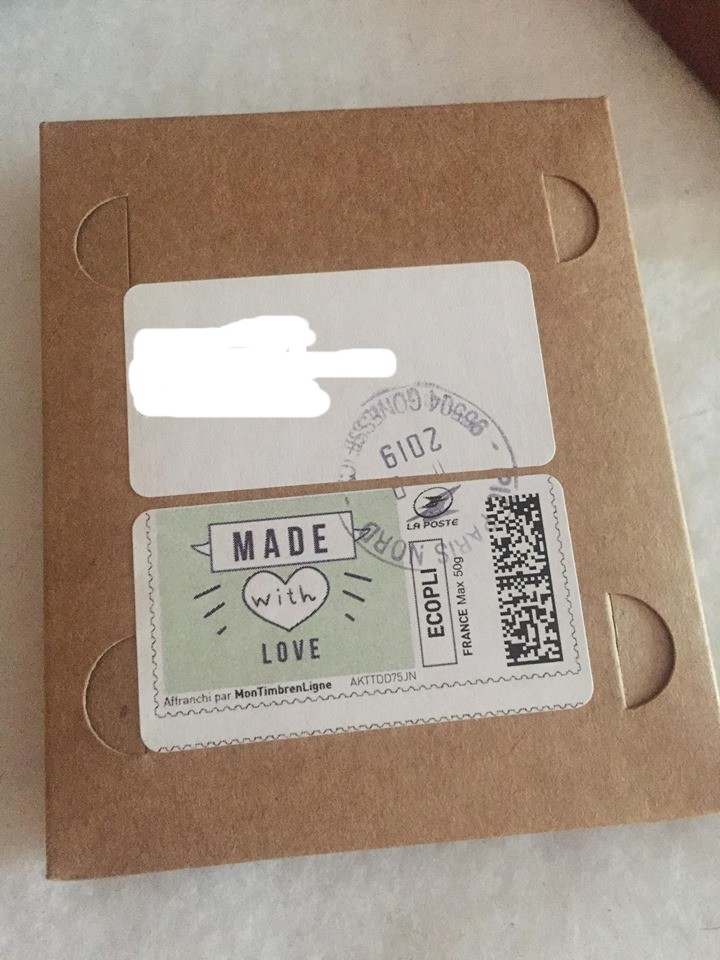 95504 GONESSE
2019
PARIS NORD
LA POSTE
MADE
with
LOVE
ECOPLI
FRANCE Max 50g
Affranchi par MonTimbrenLigne AKTTDD75JN